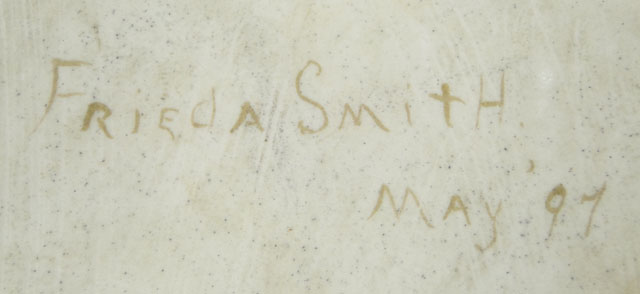 Frieda Smith.
May '97